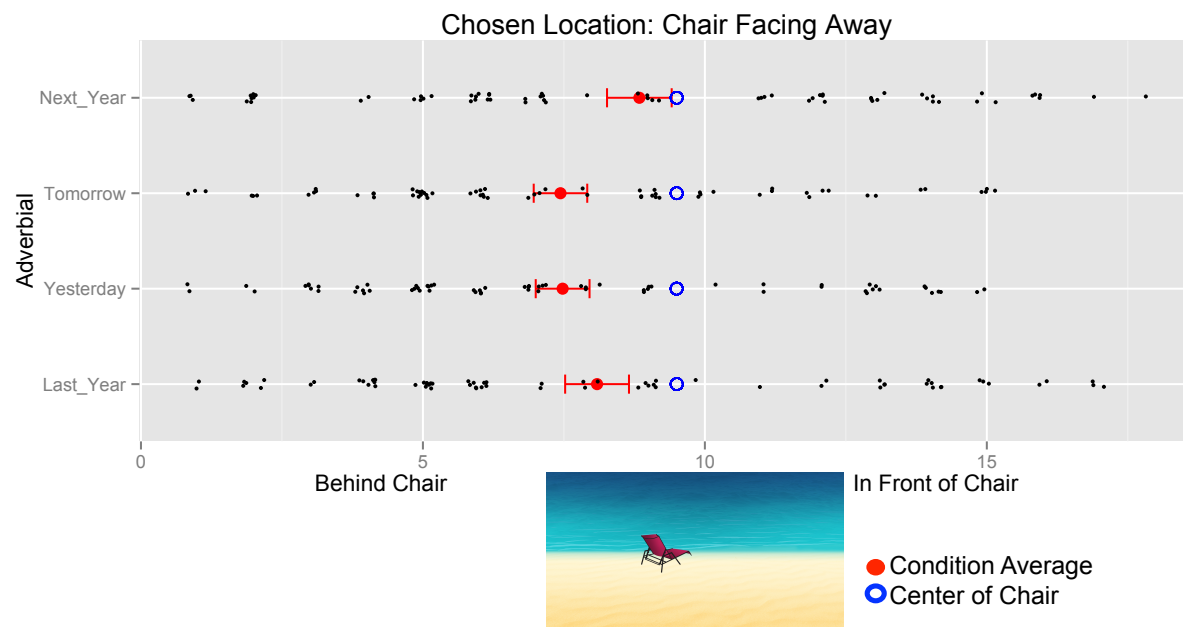 Chosen Location: Chair Facing Away
Adverbial
Next_Year
Tomorrow
Yesterday
Last_Year
0 5 10 15
Behind Chair In Front of Chair
Condition Average
Center of Chair